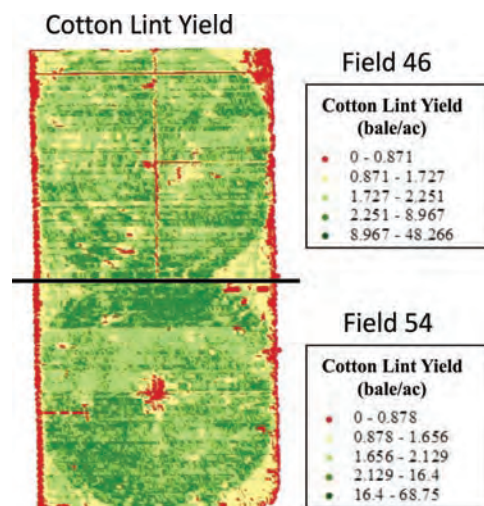 Cotton Lint Yield
Field 46
Cotton Lint Yield
(bale/ac)
0 - 0.871
0.871 - 1.727
1.727 - 2.251
2.251 - 8.967
8.967 - 48.266
Field 54
Cotton Lint Yield
(bale/ac)
0 - 0.878
0.878 - 1.656
1.656 - 2.129
2.129 - 16.4
16.4 - 68.75